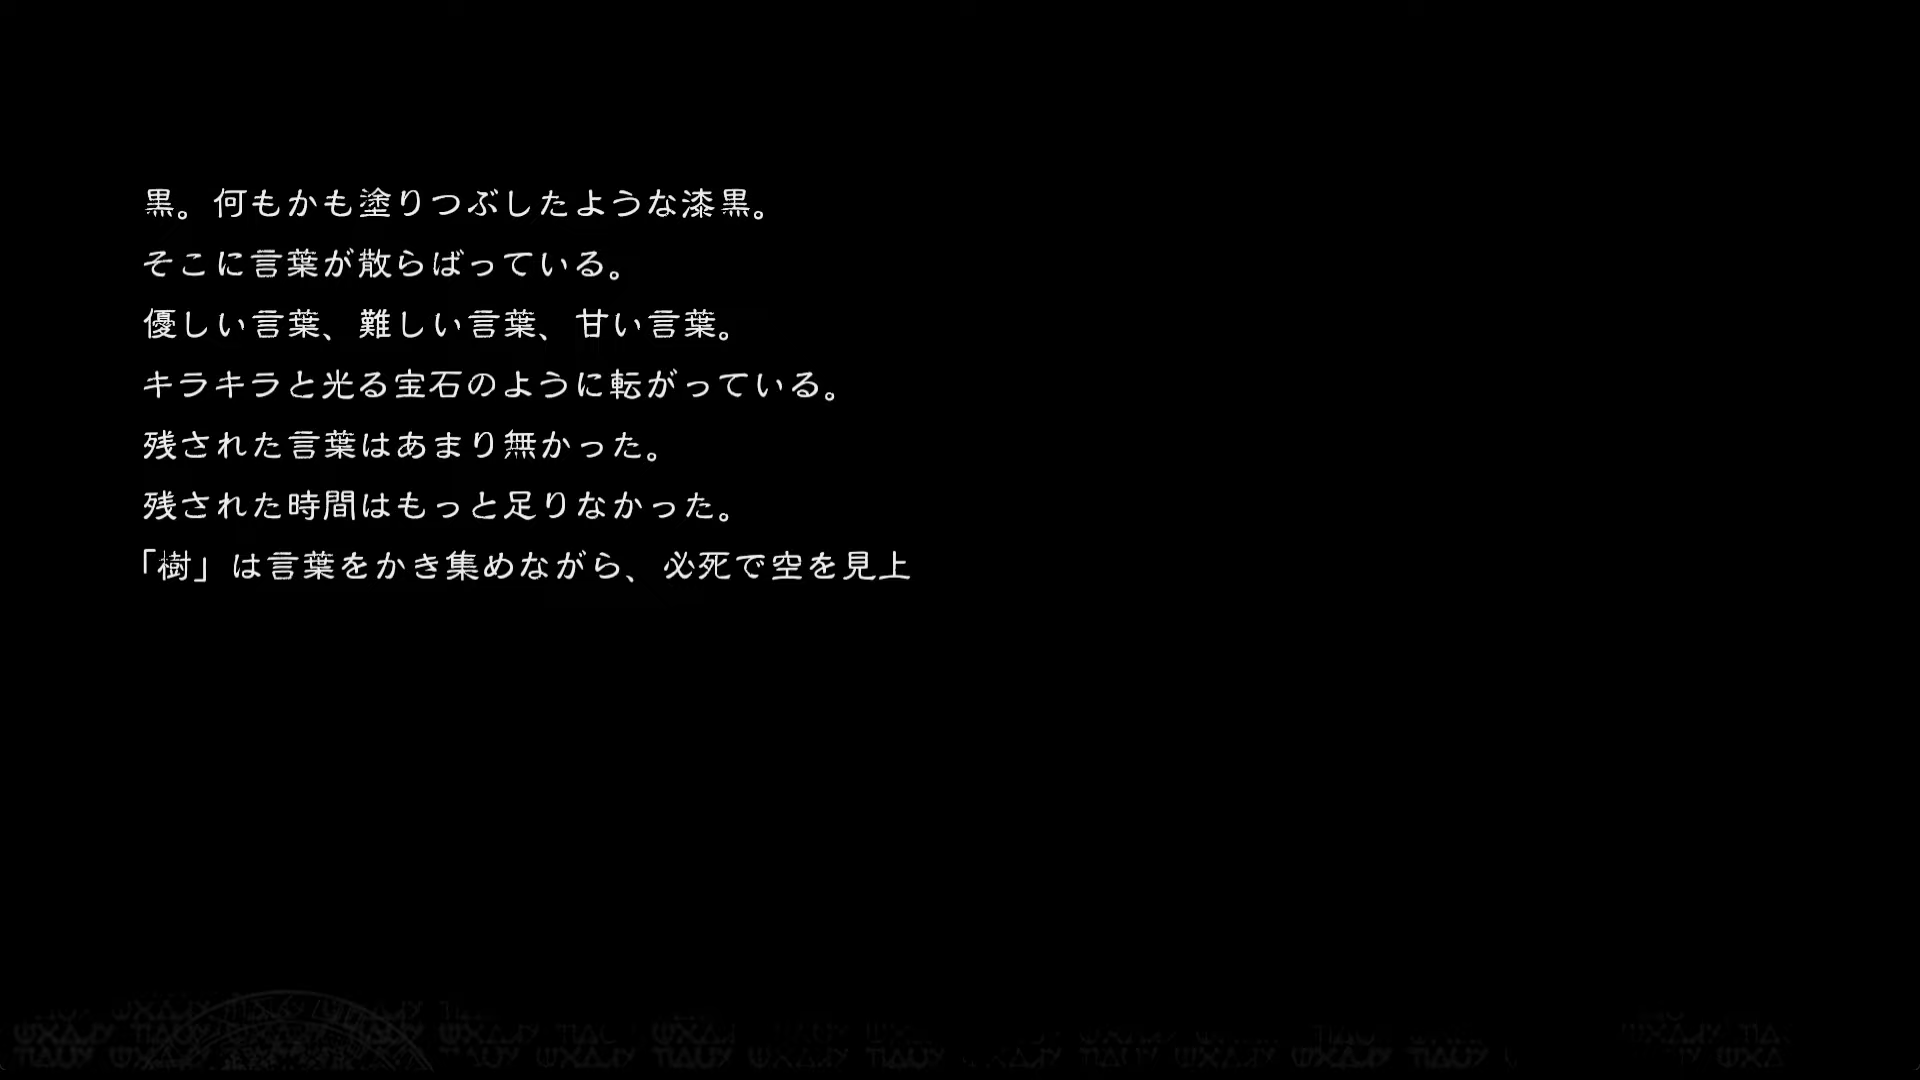 黒。何もかも塗りつぶしたような漆黒。
そこに言葉が散らばっている。
優しい言葉、難しい言葉、甘い言葉。
キラキラと光る宝石のように転がっている。
残された言葉はあまり無かった。
残された時間はもっと足りなかった。
「樹」は言葉をかき集めながら、必死で空を見上